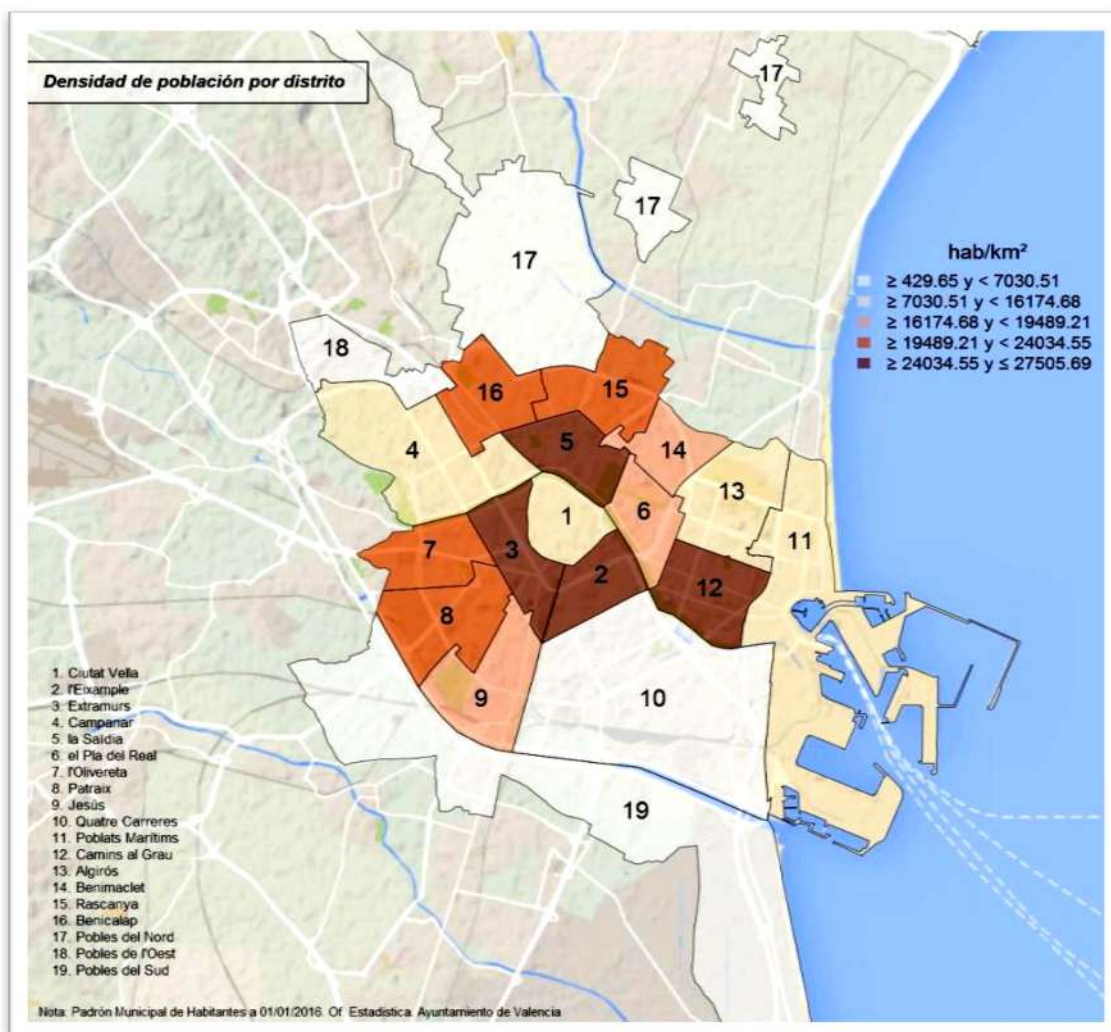 Densidad de población por distrito
17
17
17
hab/km²
≥ 429.65 y < 7030.51
≥ 7030.51 y < 16174.68
≥ 16174.68 y < 19489.21
≥ 19489.21 y < 24034.55
≥ 24034.55 y ≤ 27505.69
18
16
15
4
5
14
13
6
1
11
7
3
2
12
8
9
10
19
1. Ciutat Vella
2. l'Eixample
3. Extramurs
4. Campanar
5. la Saïdia
6. el Pla del Real
7. l'Olivereta
8. Patraix
9. Jesús
10. Quatre Carreres
11. Poblats Marítims
12. Camins al Grau
13. Algirós
14. Benimaclet
15. Rascanya
16. Benicalap
17. Pobles del Nord
18. Pobles de l'Oest
19. Pobles del Sud
Nota: Padrón Municipal de Habitantes a 01/01/2016. Of. Estadística. Ayuntamiento de Valencia